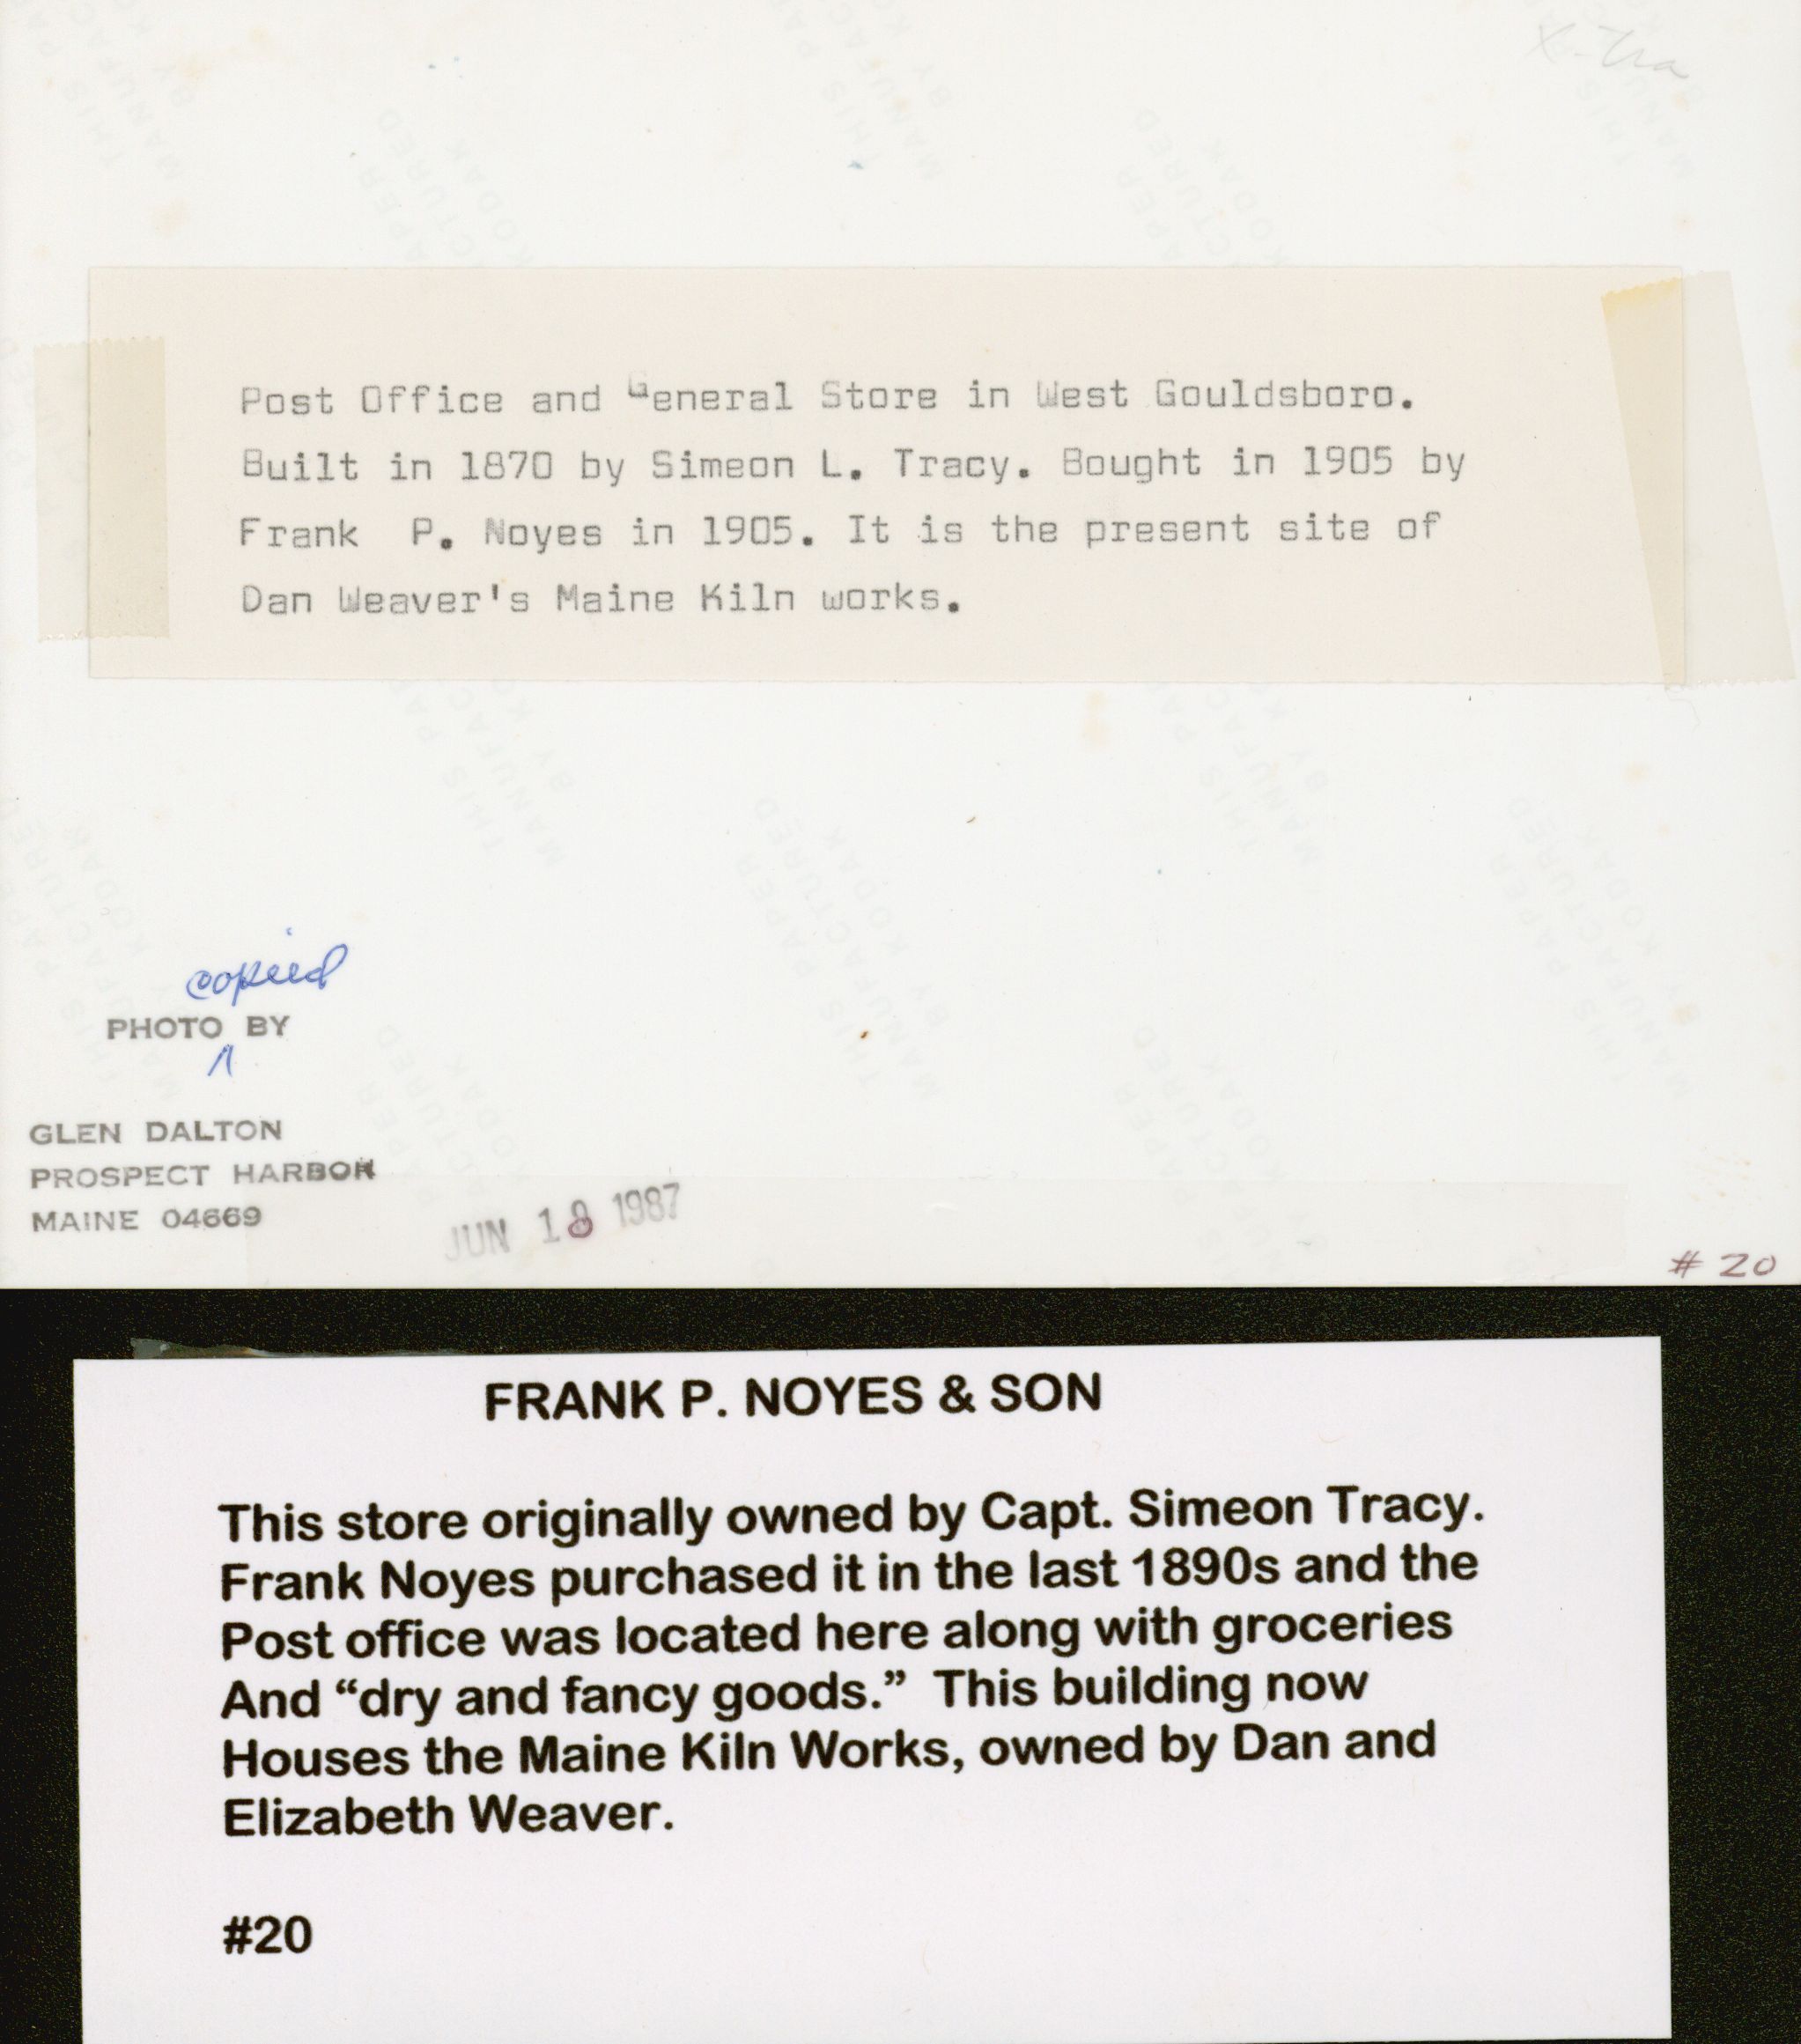 X-tra
Post Office and General Store in West Gouldsboro.
Built in 1870 by Simeon L. Tracy. Bought in 1905 by
Frank P. Noyes in 1905. It is the present site of
Dan Weaver's Maine Kiln works.
copied
PHOTO BY
GLEN DALTON
PROSPECT HARBOR
MAINE 04669
JUN 18 1987
# 20
FRANK P. NOYES & SON
This store originally owned by Capt. Simeon Tracy.
Frank Noyes purchased it in the last 1890s and the
Post office was located here along with groceries
And “dry and fancy goods.” This building now
Houses the Maine Kiln Works, owned by Dan and
Elizabeth Weaver.
#20
THIS PAPER
MANUFACTURED
BY KODAK